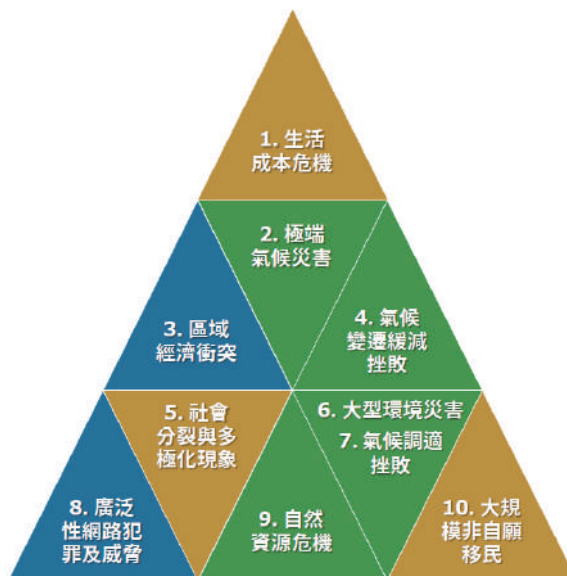 1. 生活
成本危機
2. 極端
氣候災害
3. 區域
經濟衝突
4. 氣候
變遷緩減
挫敗
5. 社會
分裂與多
極化現象
6. 大型環境災害
7. 氣候調適
挫敗
8. 廣泛
性網路犯
罪及威脅
9. 自然
資源危機
10. 大規
模非自願
移民